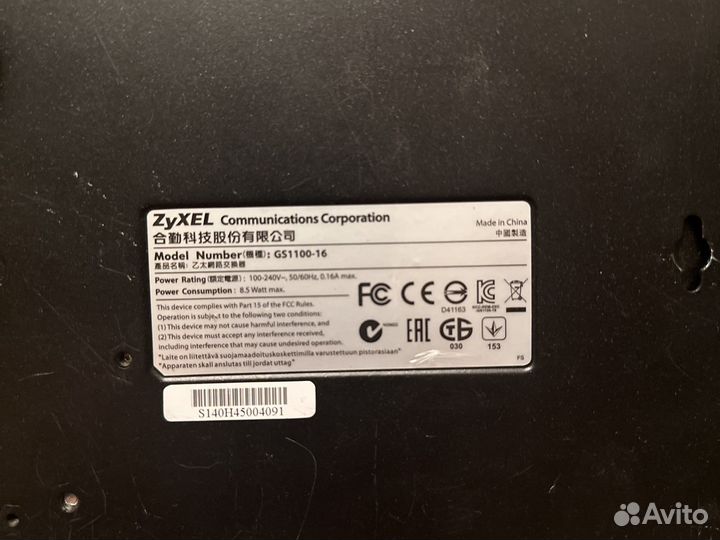 ZyXEL Communications Corporation
合勤科技股份有限公司
Made in China
中國製造
Model Number(機種): GS1100-16
產品名稱: 乙太網路交換器
Power Rating (額定電源): 100-240V~, 50/60Hz, 0.16A max.
Power Consumption : 8.5 Watt max.
This device complies with Part 15 of the FCC Rules.
Operation is subject to the following two conditions:
(1)This device may not cause harmful interference, and
(2)This device must accept any interference received,
including interference that may cause undesired operation.
"Laite on liitettävä suojamaadoituskoskettimilla varustettuun pistorasiaan"
"Apparaten skall anslutas till jordat uttag"
FC CE
D41163
EAC
030
153
FS
S140H45004091
Avito